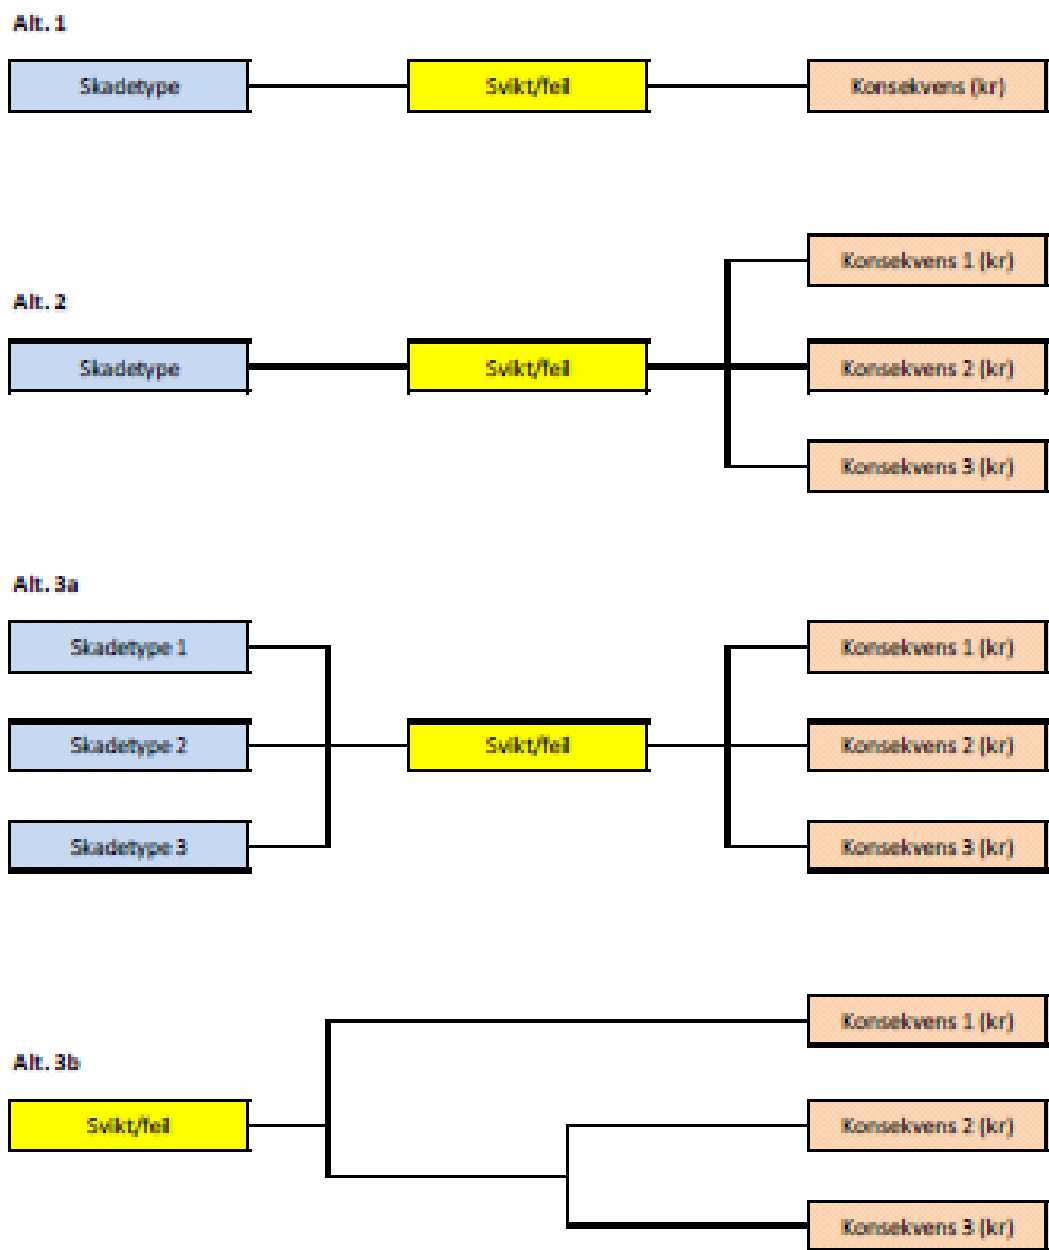 Alt. 1
Skadetype
Svikt/feil
Konsekvens (kr)
Konsekvens 1 (kr)
Alt. 2
Skadetype
Svikt/feil
Konsekvens 2 (kr)
Konsekvens 3 (kr)
Alt. 3a
Skadetype 1
Konsekvens 1 (kr)
Skadetype 2
Svikt/feil
Konsekvens 2 (kr)
Skadetype 3
Konsekvens 3 (kr)
Konsekvens 1 (kr)
Alt. 3b
Svikt/feil
Konsekvens 2 (kr)
Konsekvens 3 (kr)